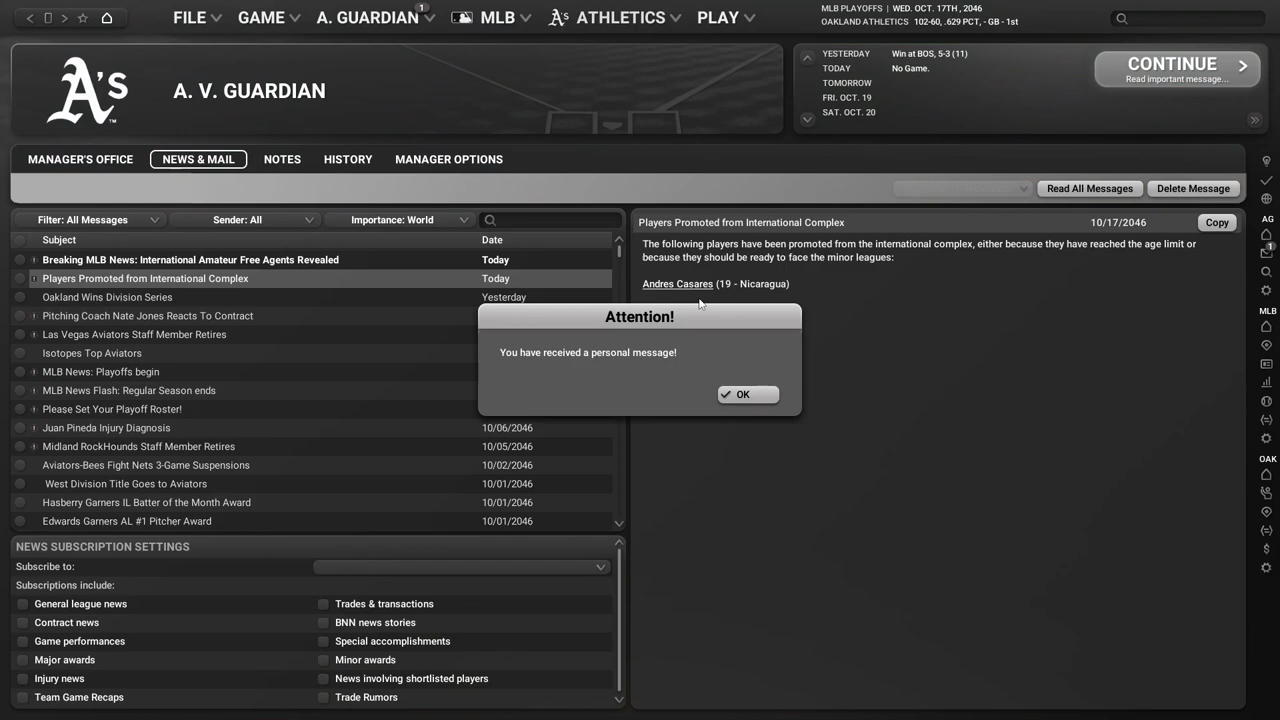 FILE
GAME
A. GUARDIAN
1
MLB
A's
ATHLETICS
PLAY
MLB PLAYOFFS | WED. OCT. 17TH , 2046
OAKLAND ATHLETICS 102-60, .629 PCT, - GB - 1st
A's
A. V. GUARDIAN
YESTERDAY Win at BOS, 5-3 (11)
TODAY No Game.
TOMORROW
FRI. OCT. 19
SAT. OCT. 20
CONTINUE
Read important message...
MANAGER'S OFFICE
NEWS & MAIL
NOTES
HISTORY
MANAGER OPTIONS
Read All Messages
Delete Message
Filter: All Messages
Sender: All
Importance: World
Subject Date
Breaking MLB News: International Amateur Free Agents Revealed Today
Players Promoted from International Complex Today
Oakland Wins Division Series Yesterday
Pitching Coach Nate Jones Reacts To Contract
Las Vegas Aviators Staff Member Retires
Isotopes Top Aviators
MLB News: Playoffs begin
MLB News Flash: Regular Season ends
Please Set Your Playoff Roster!
Juan Pineda Injury Diagnosis 10/06/2046
Midland RockHounds Staff Member Retires 10/05/2046
Aviators-Bees Fight Nets 3-Game Suspensions 10/02/2046
West Division Title Goes to Aviators 10/01/2046
Hasberry Garners IL Batter of the Month Award 10/01/2046
Edwards Garners AL #1 Pitcher Award 10/01/2046
Players Promoted from International Complex 10/17/2046
Copy
The following players have been promoted from the international complex, either because they have reached the age limit or
because they should be ready to face the minor leagues:
Andres Casares (19 - Nicaragua)
Attention!
You have received a personal message!
OK
NEWS SUBSCRIPTION SETTINGS
Subscribe to:
Subscriptions include:
General league news Trades & transactions
Contract news BNN news stories
Game performances Special accomplishments
Major awards Minor awards
Injury news News involving shortlisted players
Team Game Recaps Trade Rumors
AG
1
MLB
OAK